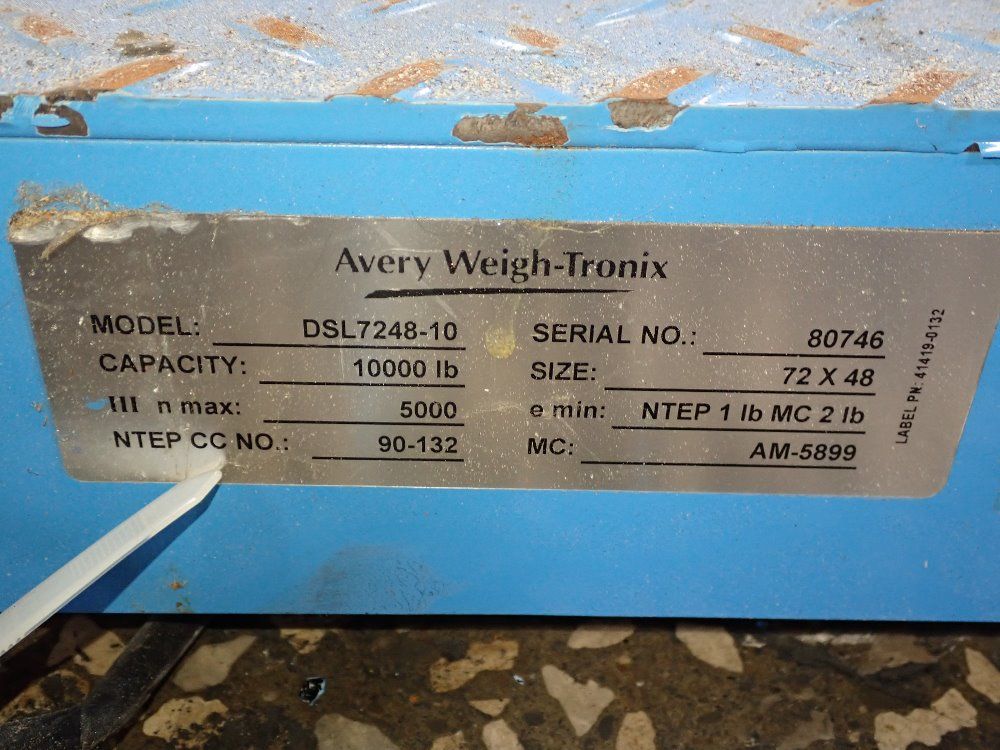 Avery Weigh-Tronix
MODEL: DSL7248-10 SERIAL NO.: 80746
CAPACITY: 10000 lb SIZE: 72 X 48
III n max: 5000 e min: NTEP 1 lb MC 2 lb
NTEP CC NO.: 90-132 MC: AM-5899
LABEL PN: 41419-0132